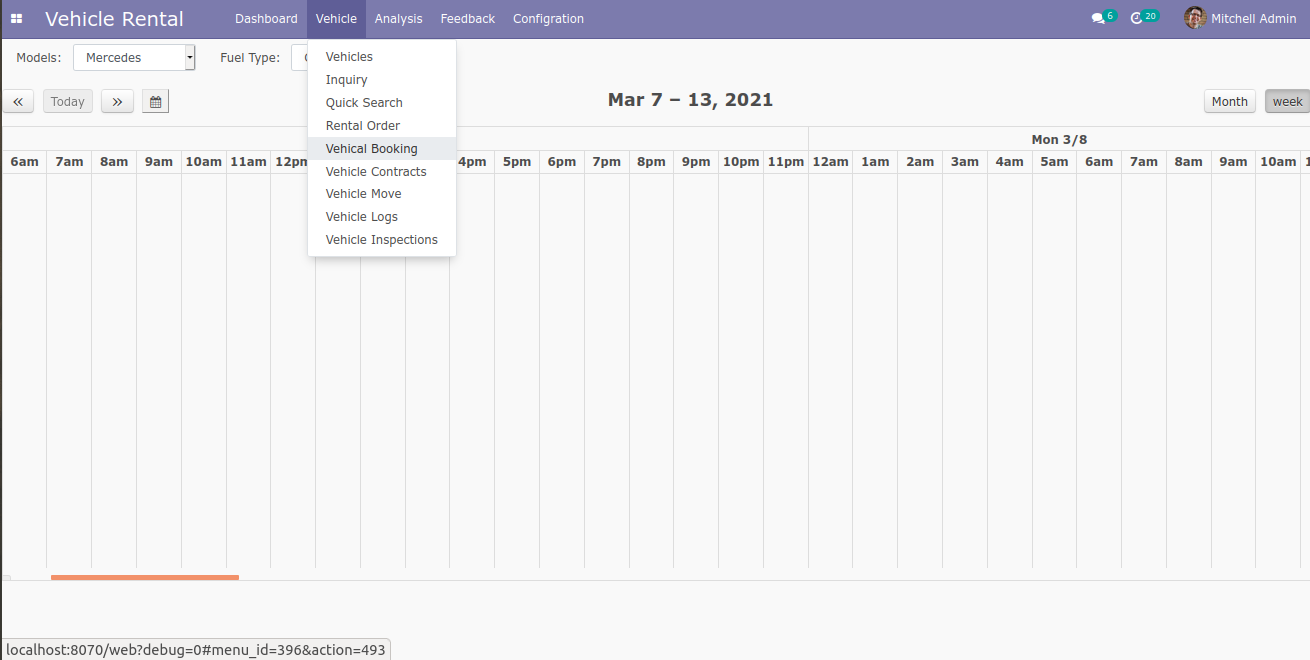 Vehicle Rental Dashboard Vehicle Analysis Feedback Configration 6 20 Mitchell Admin
Models: Mercedes Fuel Type:
Vehicles
Inquiry
Quick Search
Rental Order
Vehical Booking
Vehicle Contracts
Vehicle Move
Vehicle Logs
Vehicle Inspections
« Today » Mar 7 – 13, 2021 Month week
Mon 3/8
6am 7am 8am 9am 10am 11am 12pm 4pm 5pm 6pm 7pm 8pm 9pm 10pm 11pm 12am 1am 2am 3am 4am 5am 6am 7am 8am 9am 10am
localhost:8070/web?debug=0#menu_id=396&action=493